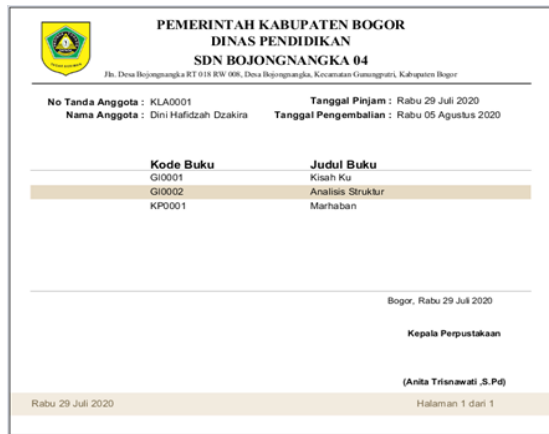 PEMERINTAH KABUPATEN BOGOR
DINAS PENDIDIKAN
SDN BOJONGNANGKA 04
Jln. Desa Bojongnangka RT 018 RW 008, Desa Bojongnangka, Kecamatan Gunungputri, Kabupaten Bogor
No Tanda Anggota : KLA0001 Tanggal Pinjam : Rabu 29 Juli 2020
Nama Anggota : Dini Hafidzah Dzakira Tanggal Pengembalian : Rabu 05 Agustus 2020
Kode Buku Judul Buku
GI0001 Kisah Ku
GI0002 Analisis Struktur
KP0001 Marhaban
Bogor, Rabu 29 Juli 2020
Kepala Perpustakaan
(Anita Trisnawati ,S.Pd)
Rabu 29 Juli 2020 Halaman 1 dari 1